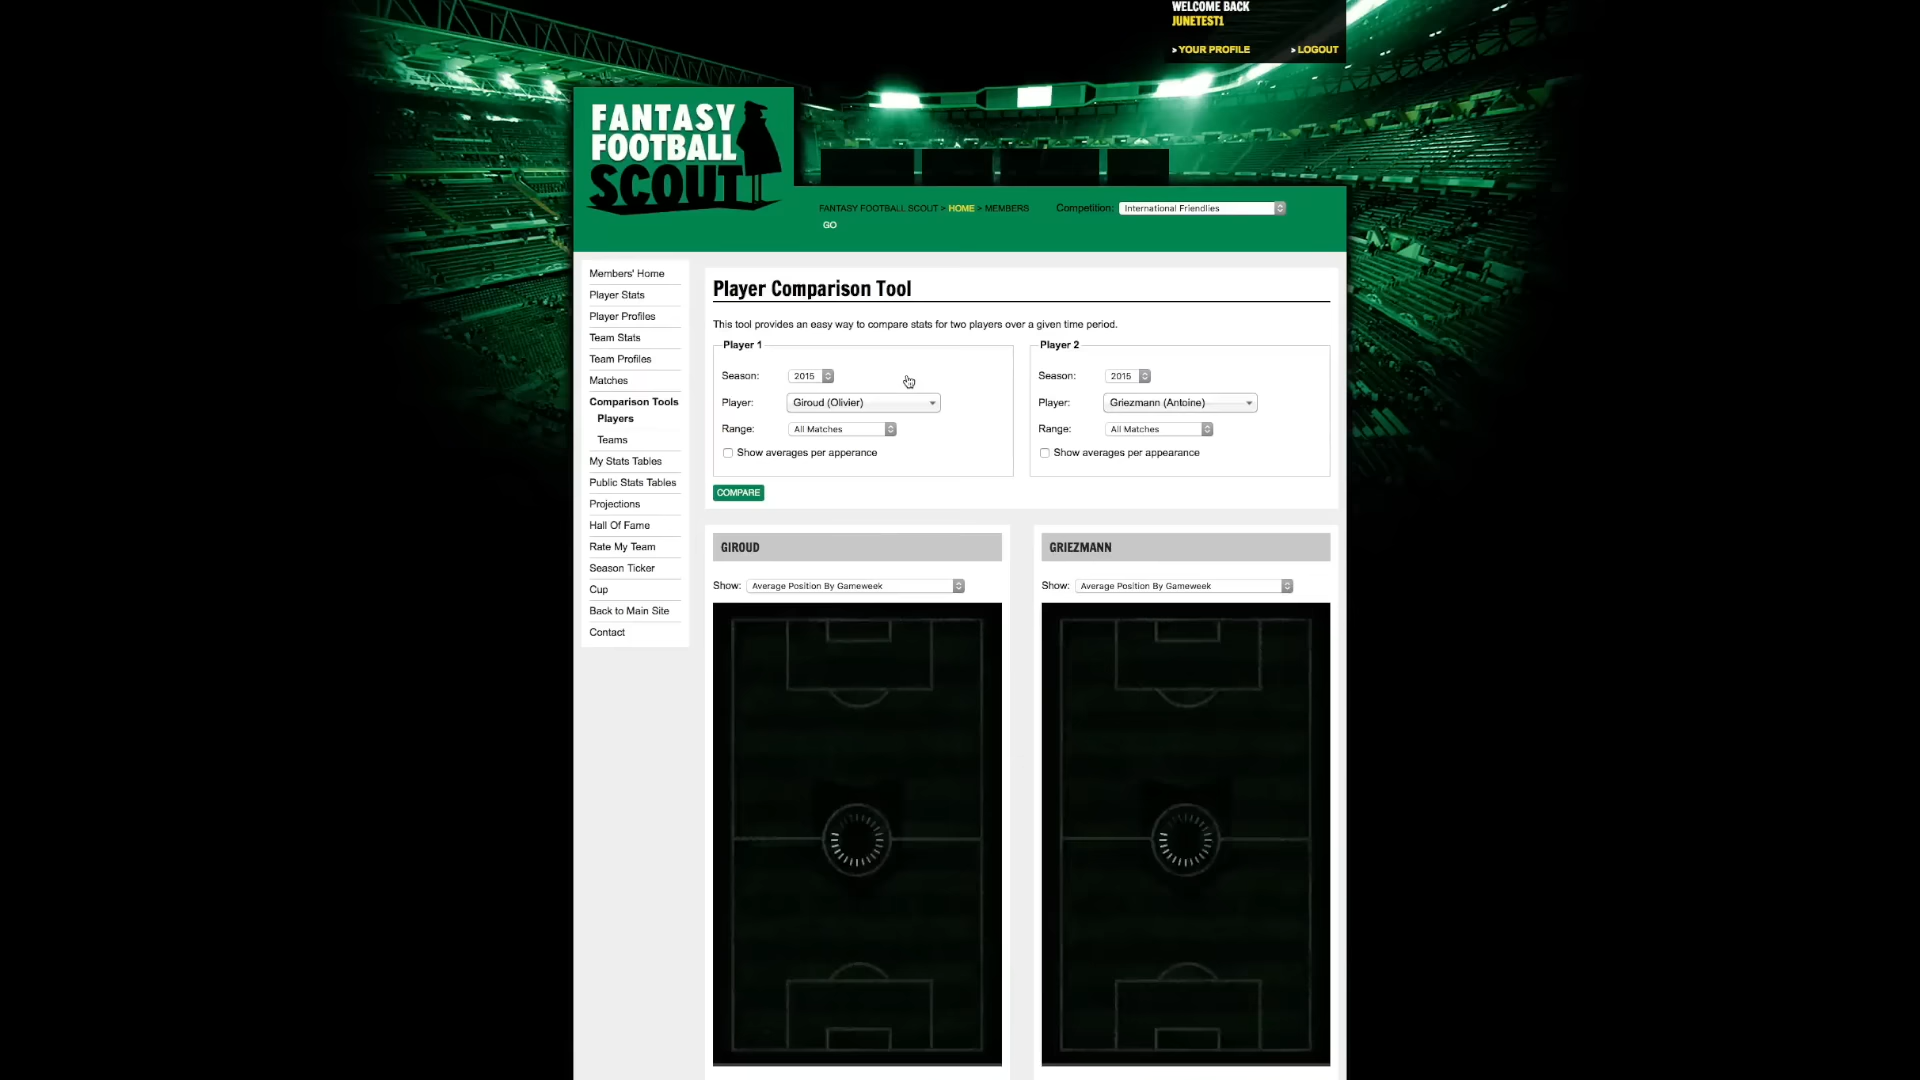 WELCOME BACK
JUNETEST1
> YOUR PROFILE > LOGOUT
FANTASY
FOOTBALL
SCOUT
FANTASY FOOTBALL SCOUT > HOME > MEMBERS Competition: International Friendlies
GO
Members' Home
Player Stats
Player Profiles
Team Stats
Team Profiles
Matches
Comparison Tools
Players
Teams
My Stats Tables
Public Stats Tables
Projections
Hall Of Fame
Rate My Team
Season Ticker
Cup
Back to Main Site
Contact
Player Comparison Tool
This tool provides an easy way to compare stats for two players over a given time period.
Player 1
Season: 2015
Player: Giroud (Olivier)
Range: All Matches
Show averages per apperance
Player 2
Season: 2015
Player: Griezmann (Antoine)
Range: All Matches
Show averages per appearance
COMPARE
GIROUD
Show: Average Position By Gameweek
GRIEZMANN
Show: Average Position By Gameweek